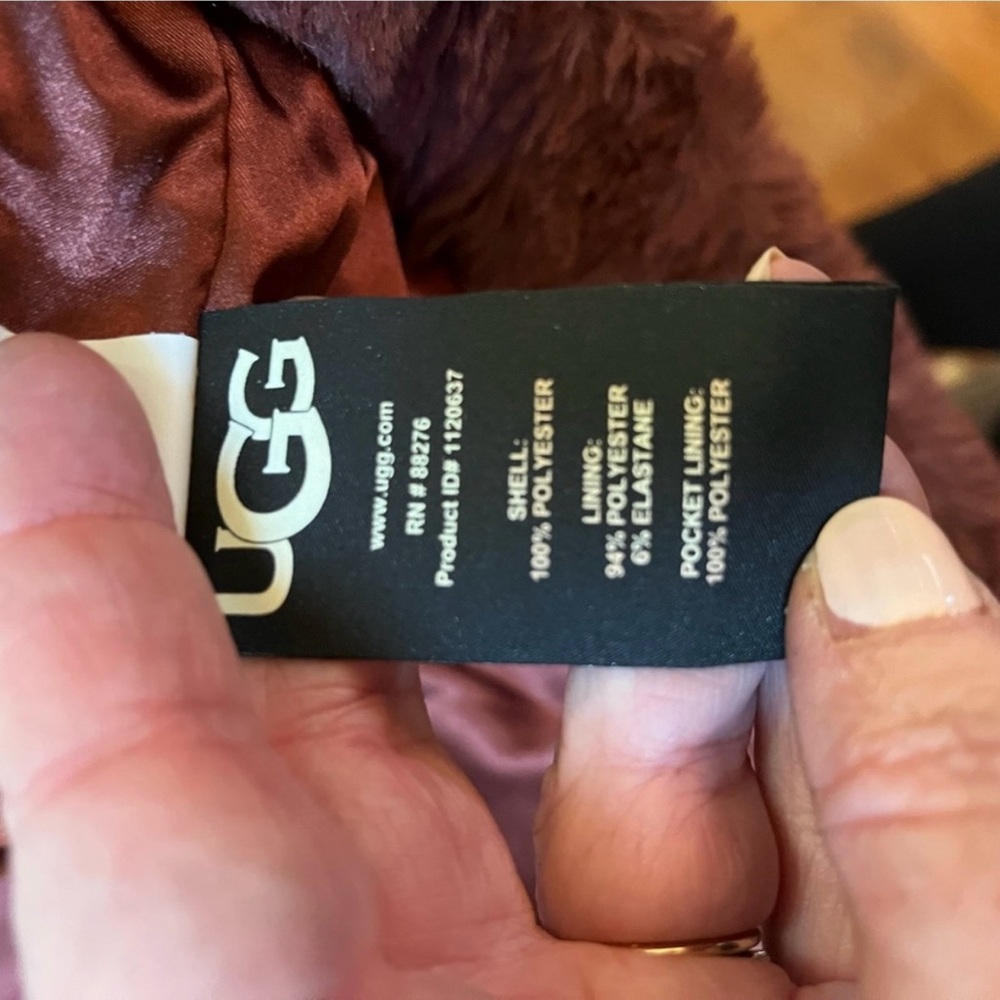 UGG
www.ugg.com
RN # 88276
Product ID# 1120637
SHELL:
100% POLYESTER
LINING:
94% POLYESTER
6% ELASTANE
POCKET LINING:
100% POLYESTER